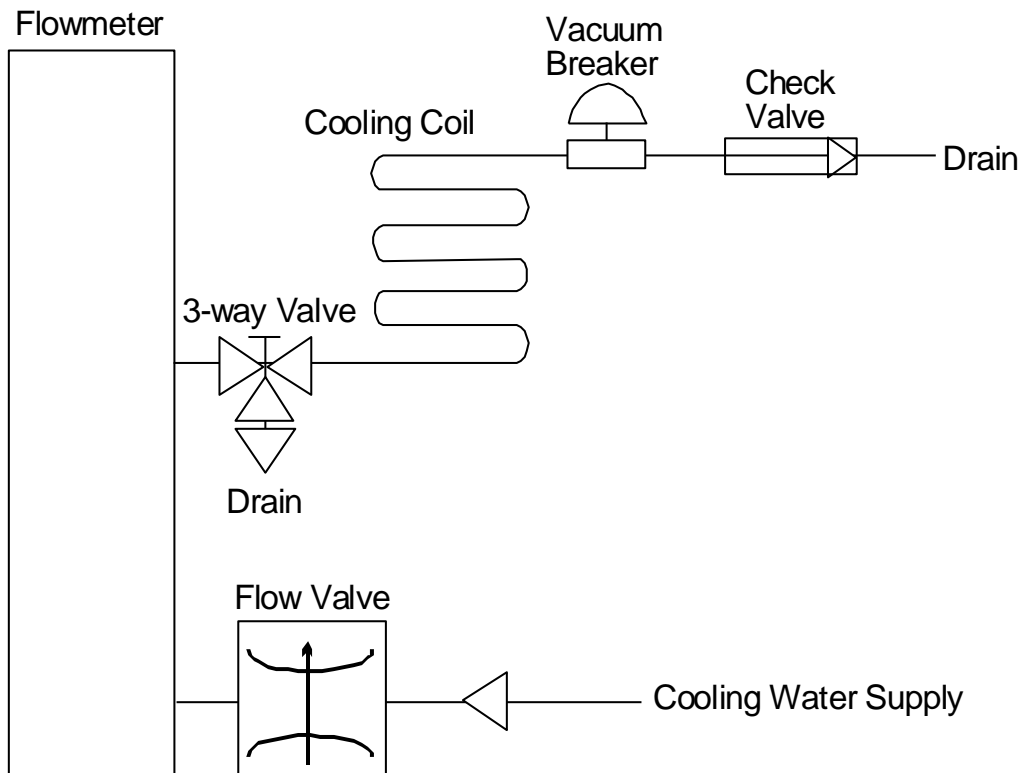 Flowmeter
Vacuum
Breaker
Check
Valve
Cooling Coil
Drain
3-way Valve
Drain
Flow Valve
Cooling Water Supply